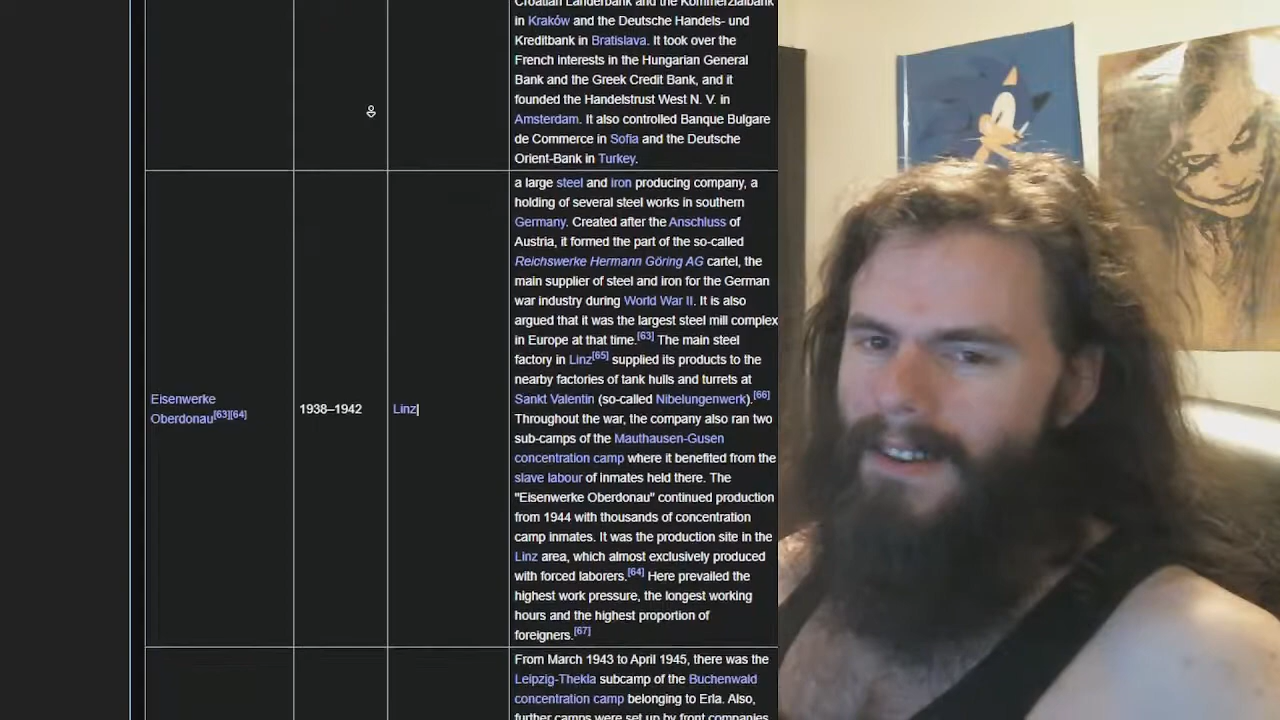 Croatian Länderbank and the Kommerzialbank
in Kraków and the Deutsche Handels- und
Kreditbank in Bratislava. It took over the
French interests in the Hungarian General
Bank and the Greek Credit Bank, and it
founded the Handelstrust West N. V. in
Amsterdam. It also controlled Banque Bulgare
de Commerce in Sofia and the Deutsche
Orient-Bank in Turkey.
Eisenwerke
Oberdonau[63][64]
1938–1942
Linz|
a large steel and iron producing company, a
holding of several steel works in southern
Germany. Created after the Anschluss of
Austria, it formed the part of the so-called
Reichswerke Hermann Göring AG cartel, the
main supplier of steel and iron for the German
war industry during World War II. It is also
argued that it was the largest steel mill complex
in Europe at that time.[63] The main steel
factory in Linz[65] supplied its products to the
nearby factories of tank hulls and turrets at
Sankt Valentin (so-called Nibelungenwerk).[66]
Throughout the war, the company also ran two
sub-camps of the Mauthausen-Gusen
concentration camp where it benefited from the
slave labour of inmates held there. The
"Eisenwerke Oberdonau" continued production
from 1944 with thousands of concentration
camp inmates. It was the production site in the
Linz area, which almost exclusively produced
with forced laborers.[64] Here prevailed the
highest work pressure, the longest working
hours and the highest proportion of
foreigners.[67]
From March 1943 to April 1945, there was the
Leipzig-Thekla subcamp of the Buchenwald
concentration camp belonging to Erla. Also,
further camps were set up by front companies